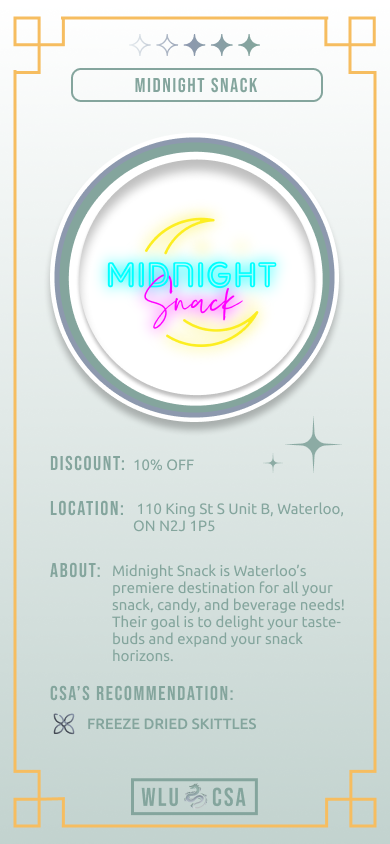 MIDNIGHT SNACK
MIDNIGHT
Snack
DISCOUNT: 10% OFF
LOCATION: 110 King St S Unit B, Waterloo,
ON N2J 1P5
ABOUT: Midnight Snack is Waterloo's
premiere destination for all your
snack, candy, and beverage needs!
Their goal is to delight your taste-
buds and expand your snack
horizons.
CSA'S RECOMMENDATION:
FREEZE DRIED SKITTLES
WLU CSA